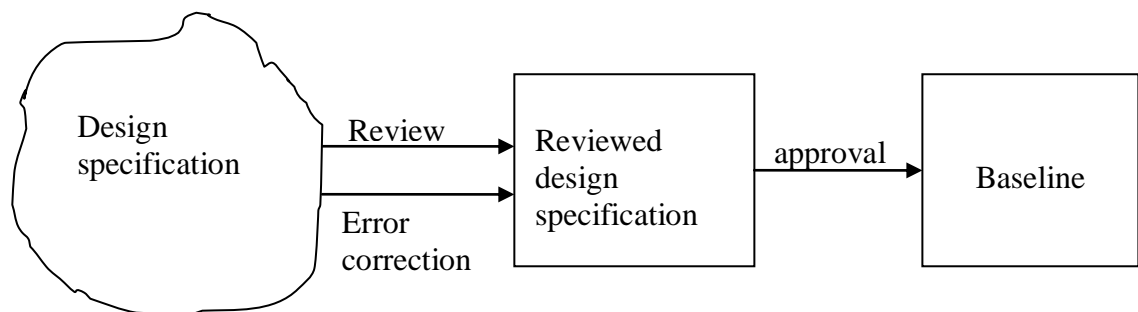 Design
specification
Review
Error
correction
Reviewed
design
specification
approval
Baseline